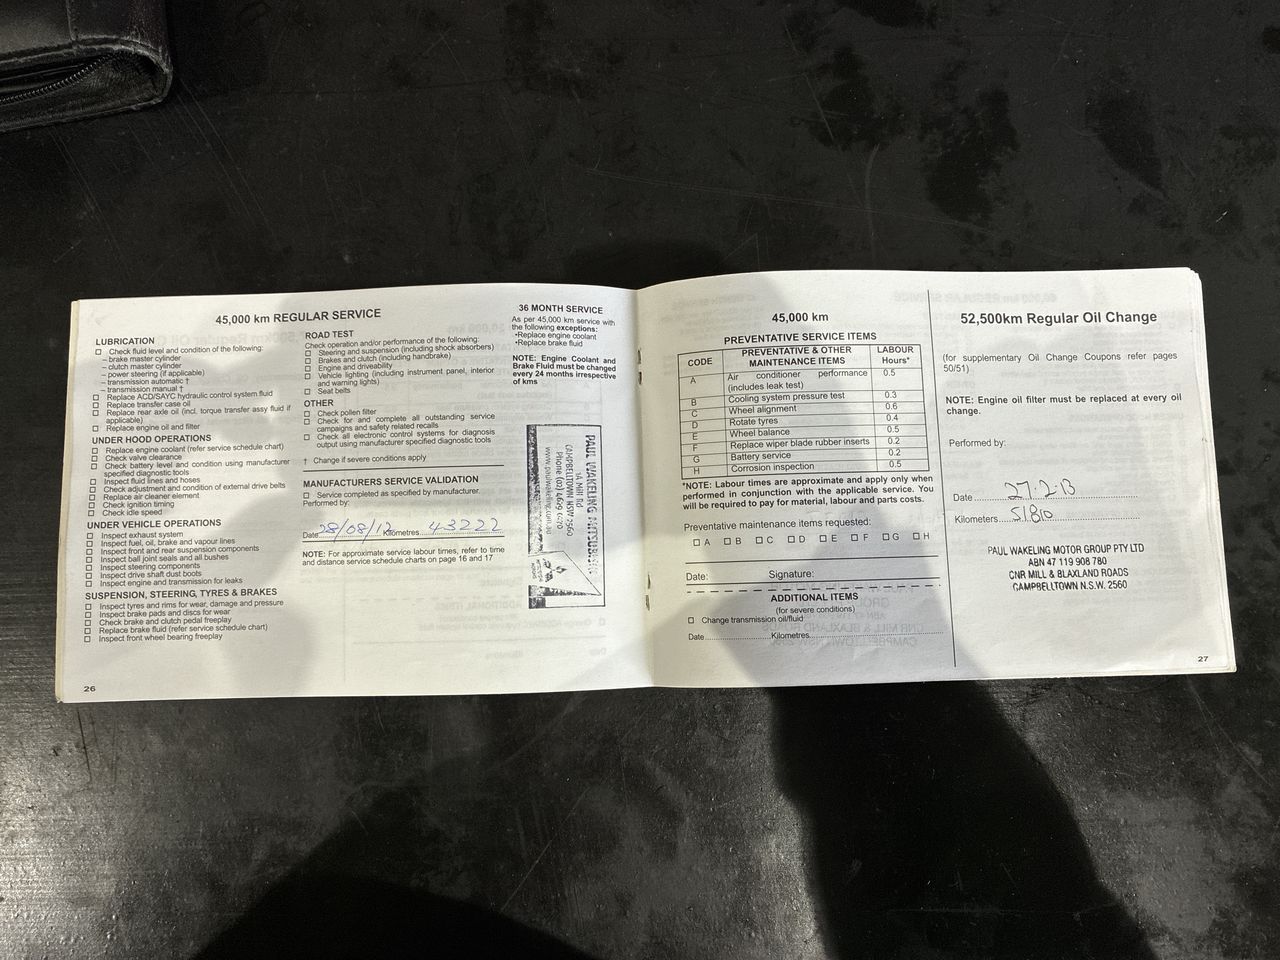 45,000 km REGULAR SERVICE
LUBRICATION
☐ Check fluid level and condition of the following:
– brake master cylinder
– clutch master cylinder
– power steering (if applicable)
– transmission automatic †
– transmission manual †
☐ Replace ACD/SAYC hydraulic control system fluid
☐ Replace transfer case oil
☐ Replace rear axle oil (incl. torque transfer assy fluid if
applicable)
☐ Replace engine oil and filter
UNDER HOOD OPERATIONS
☐ Replace engine coolant (refer service schedule chart)
☐ Check valve clearance
☐ Check battery level and condition using manufacturer
specified diagnostic tools
☐ Inspect fluid lines and hoses
☐ Check adjustment and condition of external drive belts
☐ Replace air cleaner element
☐ Check ignition timing
☐ Check idle speed
UNDER VEHICLE OPERATIONS
☐ Inspect exhaust system
☐ Inspect fuel, oil, brake and vapour lines
☐ Inspect front and rear suspension components
☐ Inspect ball joint seals and all bushes
☐ Inspect steering components
☐ Inspect drive shaft dust boots
☐ Inspect engine and transmission for leaks
SUSPENSION, STEERING, TYRES & BRAKES
☐ Inspect tyres and rims for wear, damage and pressure
☐ Inspect brake pads and discs for wear
☐ Check brake and clutch pedal freeplay
☐ Replace brake fluid (refer service schedule chart)
☐ Inspect front wheel bearing freeplay
26
ROAD TEST
Check operation and/or performance of the following:
☐ Steering and suspension (including shock absorbers)
☐ Brakes and clutch (including handbrake)
☐ Engine and driveability
☐ Vehicle lighting (including instrument panel, interior
and warning lights)
☐ Seat belts
OTHER
☐ Check pollen filter
☐ Check for and complete all outstanding service
campaigns and safety related recalls
☐ Check all electronic control systems for diagnosis
output using manufacturer specified diagnostic tools
† Change if severe conditions apply
MANUFACTURERS SERVICE VALIDATION
☐ Service completed as specified by manufacturer
Performed by:
Date 28/08/12 Kilometres 43222
NOTE: For approximate service labour times, refer to time
and distance service schedule charts on page 16 and 17
36 MONTH SERVICE
As per 45,000 km service with
the following exceptions:
•Replace engine coolant
•Replace brake fluid
NOTE: Engine Coolant and
Brake Fluid must be changed
every 24 months irrespective
of kms
PAUL WAKELING MITSUBISHI
1A Mill Rd
CAMPBELLTOWN NSW 2560
45,000 km
PREVENTATIVE SERVICE ITEMS
CODE PREVENTATIVE & OTHER MAINTENANCE ITEMS LABOUR Hours*
A Air conditioner performance (includes leak test) 0.5
B Cooling system pressure test 0.3
C Wheel alignment 0.6
D Rotate tyres 0.4
E Wheel balance 0.5
F Replace wiper blade rubber inserts 0.2
G Battery service 0.2
H Corrosion inspection 0.5
*NOTE: Labour times are approximate and apply only when
performed in conjunction with the applicable service. You
will be required to pay for material, labour and parts costs.
Preventative maintenance items requested:
☐ A ☐ B ☐ C ☐ D ☐ E ☐ F ☐ G ☐ H
Date: Signature:
ADDITIONAL ITEMS
(for severe conditions)
☐ Change transmission oil/fluid
Date Kilometres
52,500km Regular Oil Change
(for supplementary Oil Change Coupons refer pages
50/51)
NOTE: Engine oil filter must be replaced at every oil
change.
Performed by:
Date 27.2.13
Kilometers 51810
PAUL WAKELING MOTOR GROUP PTY LTD
ABN 47 119 908 780
CNR MILL & BLAXLAND ROADS
CAMPBELLTOWN N.S.W. 2560
27